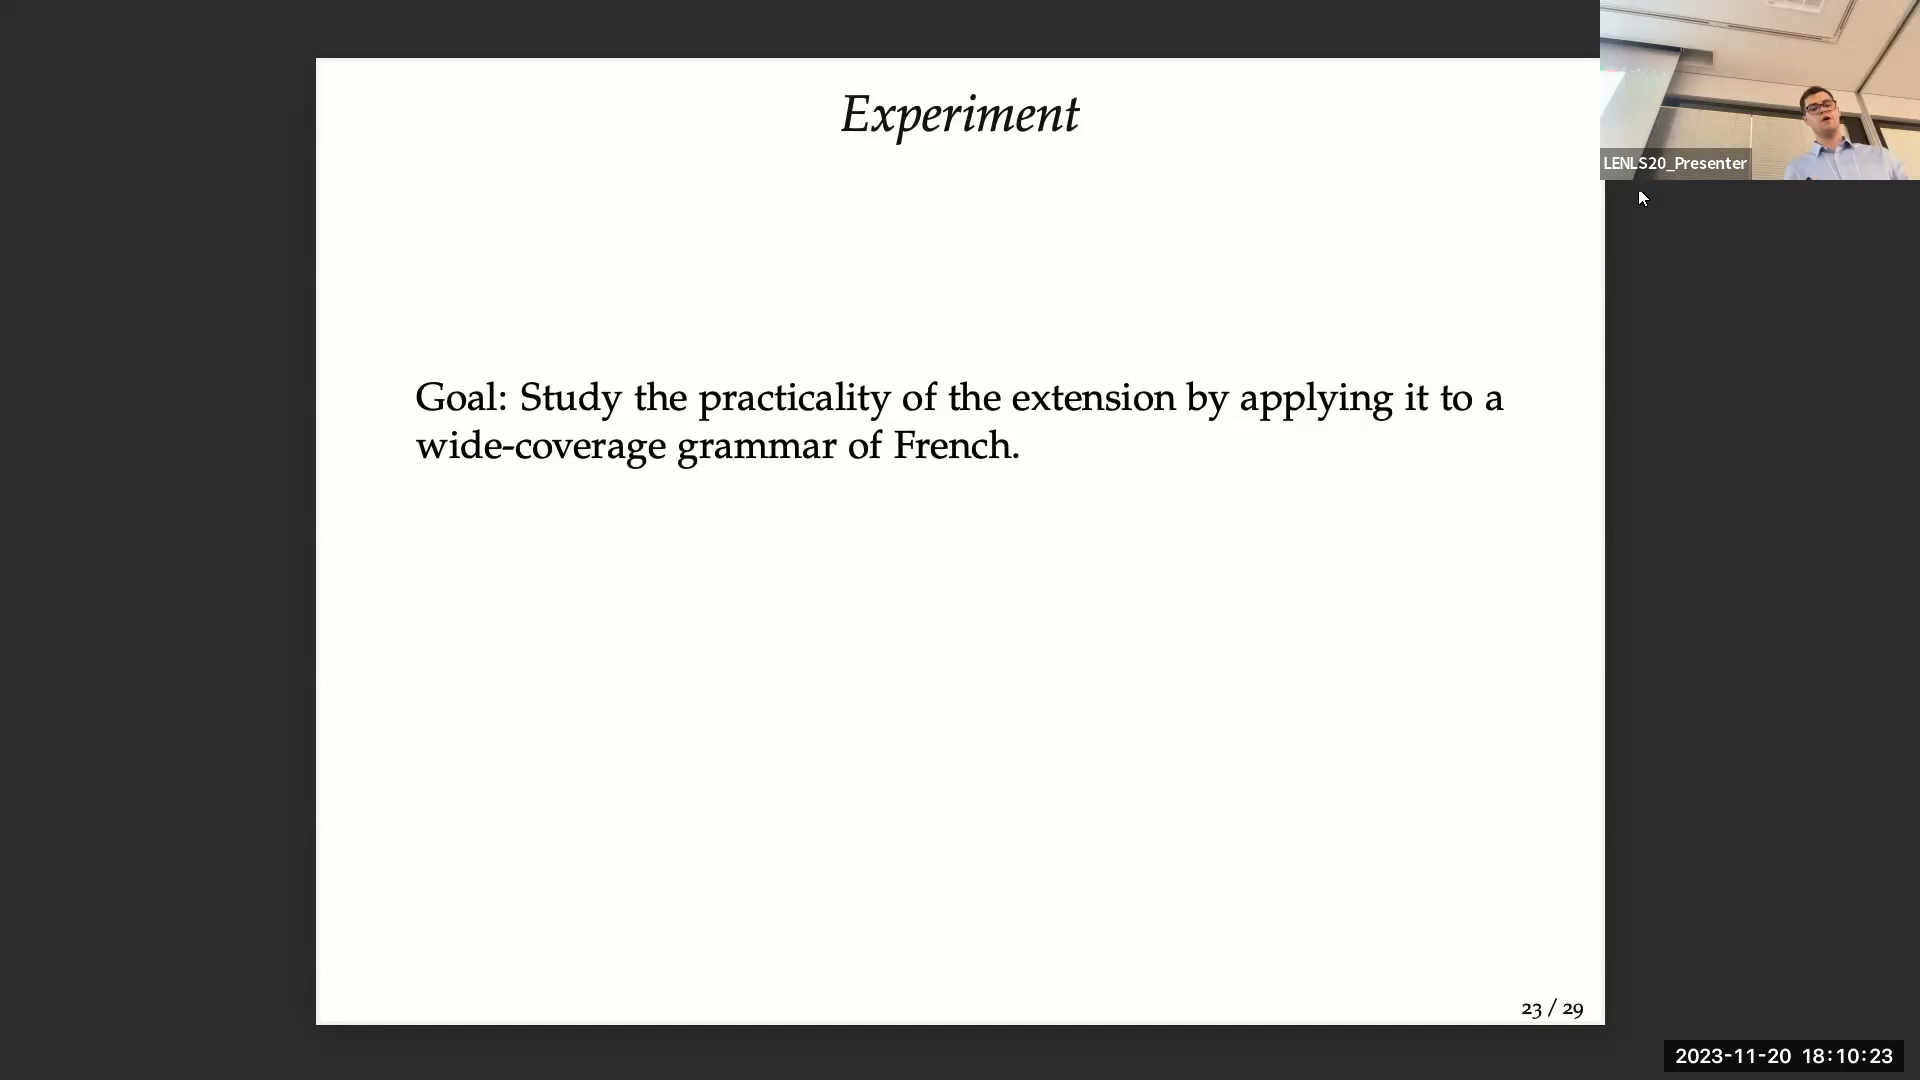 Experiment
LENLS20_Presenter
Goal: Study the practicality of the extension by applying it to a
wide-coverage grammar of French.
23 / 29
2023-11-20 18:10:23